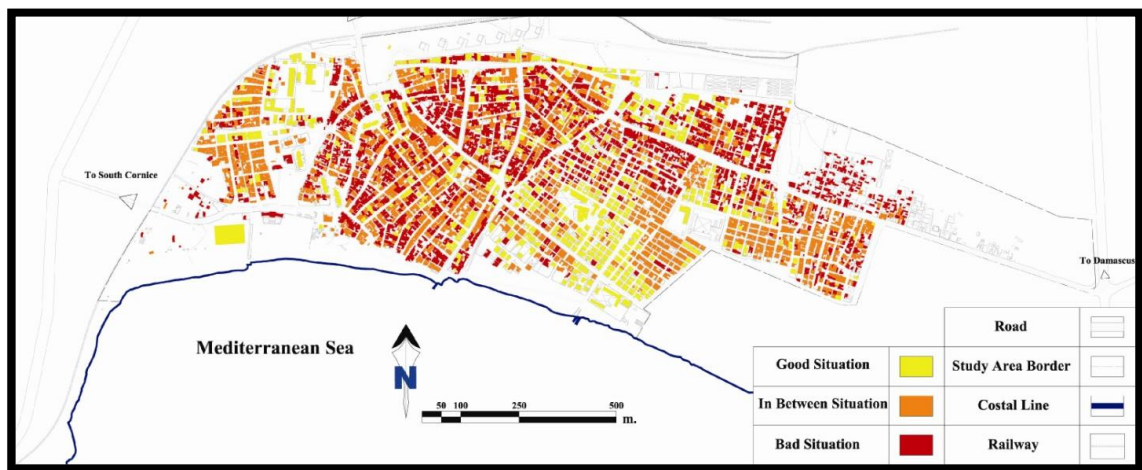 To South Cornice
To Damascus
Mediterranean Sea
N
50 100 250 500
m.
Road
Good Situation Study Area Border
In Between Situation Costal Line
Bad Situation Railway